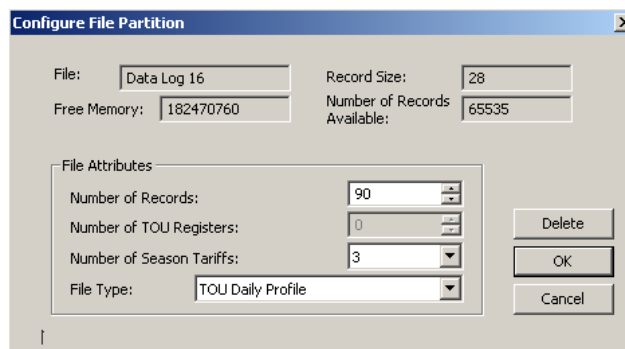 Configure File Partition
File: Data Log 16 Record Size: 28
Free Memory: 182470760 Number of Records Available: 65535
File Attributes
Number of Records: 90
Number of TOU Registers: 0
Number of Season Tariffs: 3
File Type: TOU Daily Profile
Delete
OK
Cancel